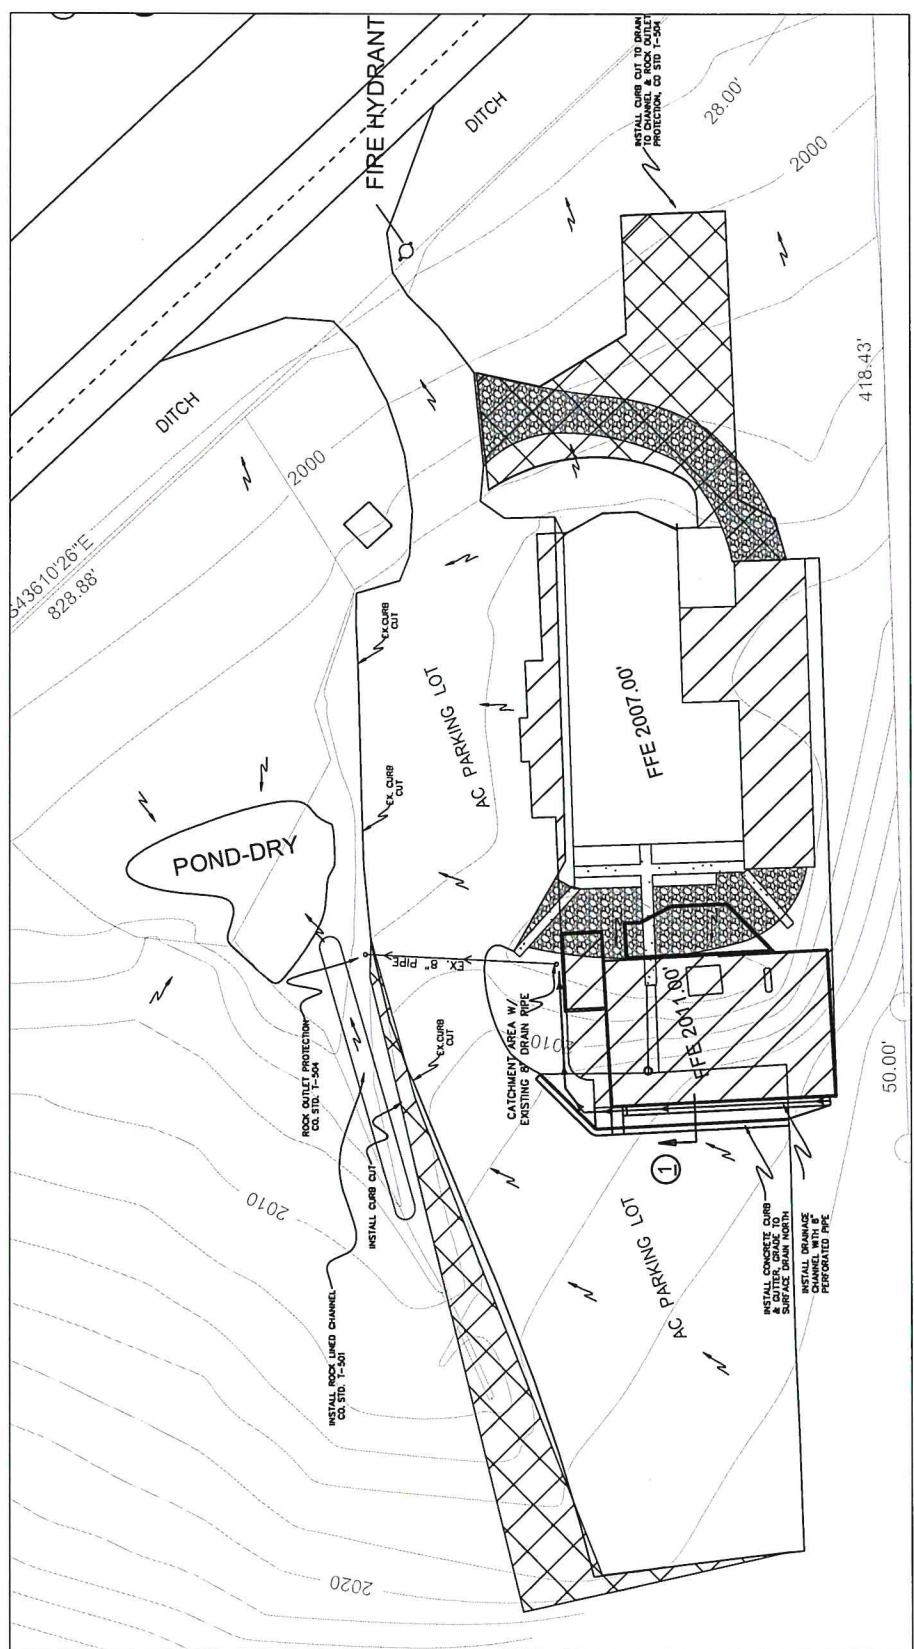 FIRE HYDRANT
DITCH
INSTALL CURB CUT TO DRAIN
TO CHANNEL & ROCK OUTLET
PROTECTION, CO STD T-504
28.00'
2000
418.43'
DITCH
2000
S43610'26"E
828.88'
EX.CURB
CUT
AC PARKING LOT
EX. CURB
CUT
FFE 2007.00'
POND-DRY
EX. 8" PIPE
ROCK OUTLET PROTECTION
CO. STD. T-504
EX.CURB
CUT
CATCHMENT AREA W/
EXISTING 8" DRAIN PIPE
2010
FFE 2011.00'
50.00'
1
INSTALL CURB CUT
2010
INSTALL ROCK LINED CHANNEL
CO. STD. T-501
AC PARKING LOT
INSTALL CONCRETE CURB
& GUTTER, GRADE TO
SURFACE DRAIN NORTH
INSTALL DRAINAGE
CHANNEL WITH 8"
PERFORATED PIPE
2020